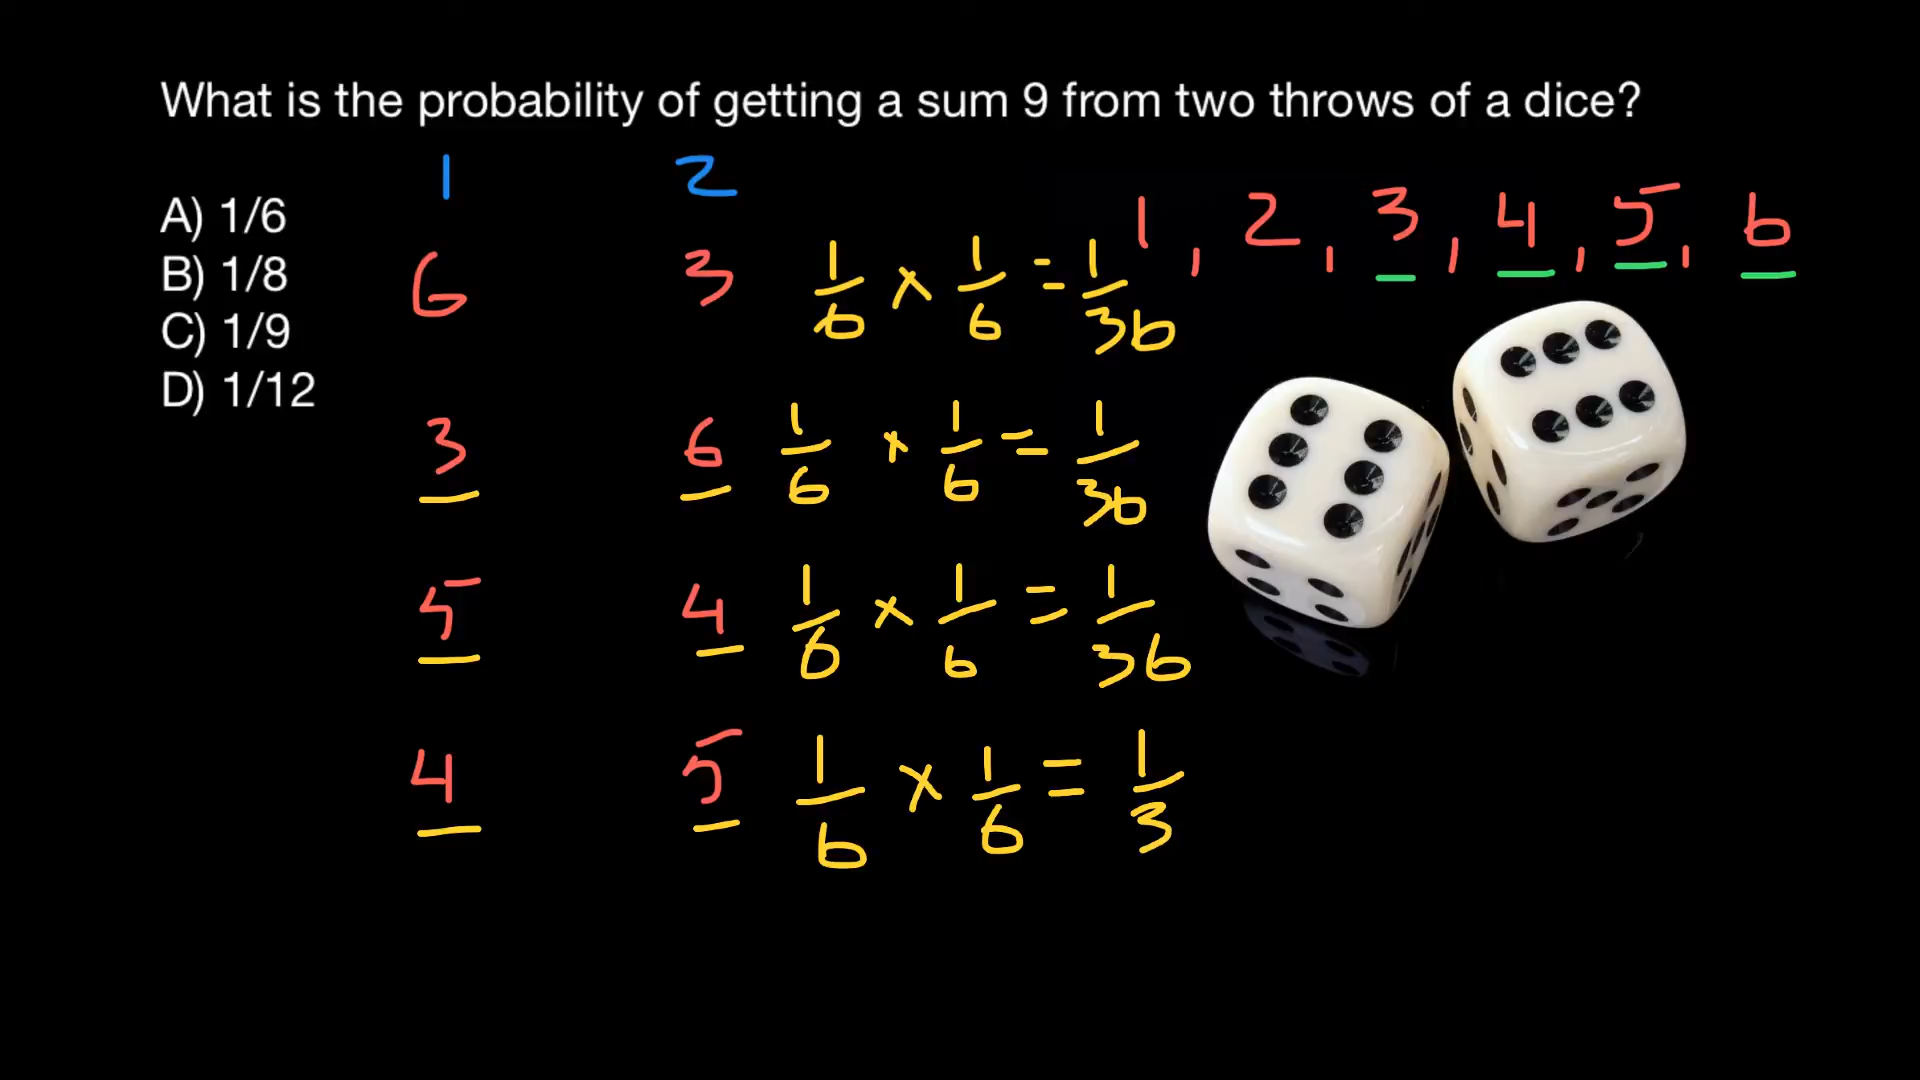 What is the probability of getting a sum 9 from two throws of a dice?
1 2
A) 1/6
B) 1/8
C) 1/9
D) 1/12
1, 2, 3, 4, 5, 6
6 3 1/6 × 1/6 = 1/36
3 6 1/6 × 1/6 = 1/36
5 4 1/6 × 1/6 = 1/36
4 5 1/6 × 1/6 = 1/3